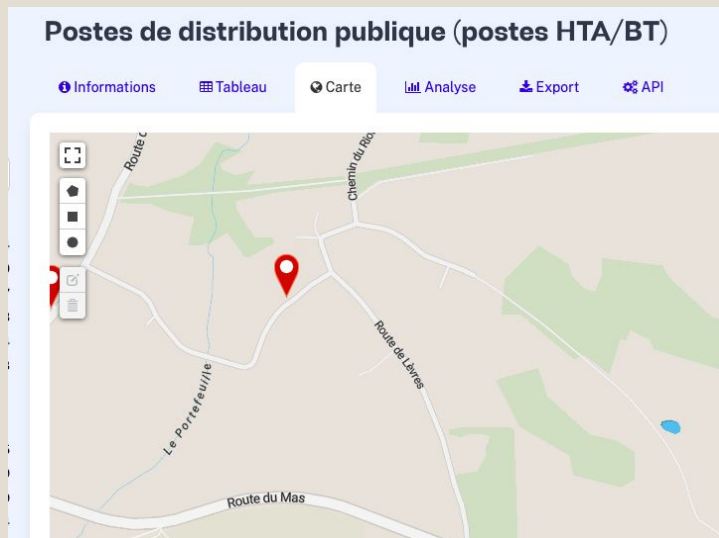 Postes de distribution publique (postes HTA/BT)
Informations
Tableau
Carte
Analyse
Export
API
Route d
Chemin du Rio
Route de Lèvres
Le Portefeuille
Route du Mas